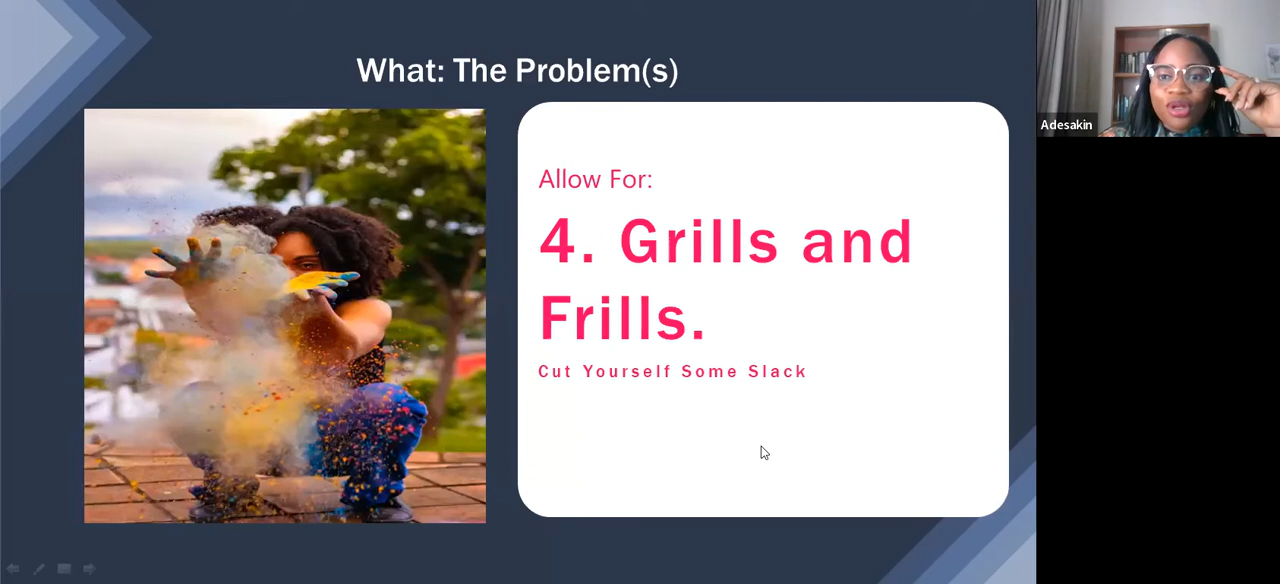 What: The Problem(s)
Allow For:
4. Grills and
Frills.
Cut Yourself Some Slack
Adesakin